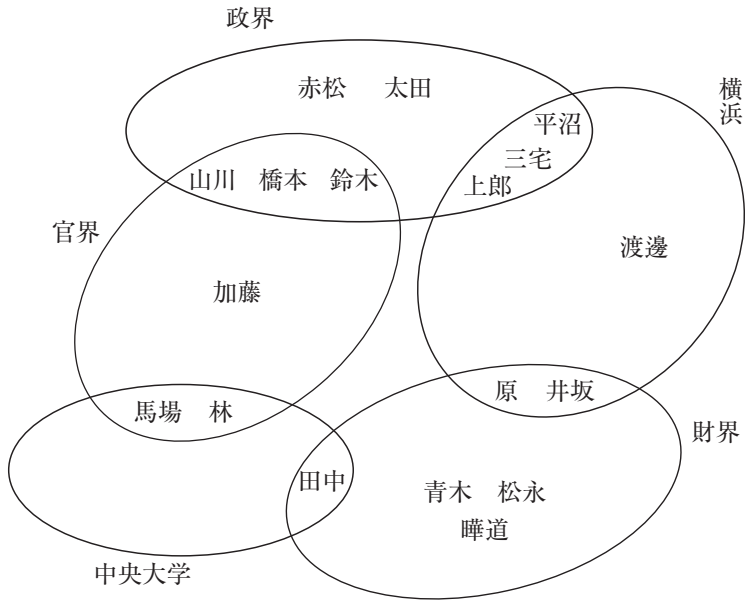 政界
赤松 太田
横浜
平沼
三宅
上郎
山川 橋本 鈴木
官界
渡邊
加藤
原 井坂
馬場 林
財界
田中
青木 松永
曄道
中央大学